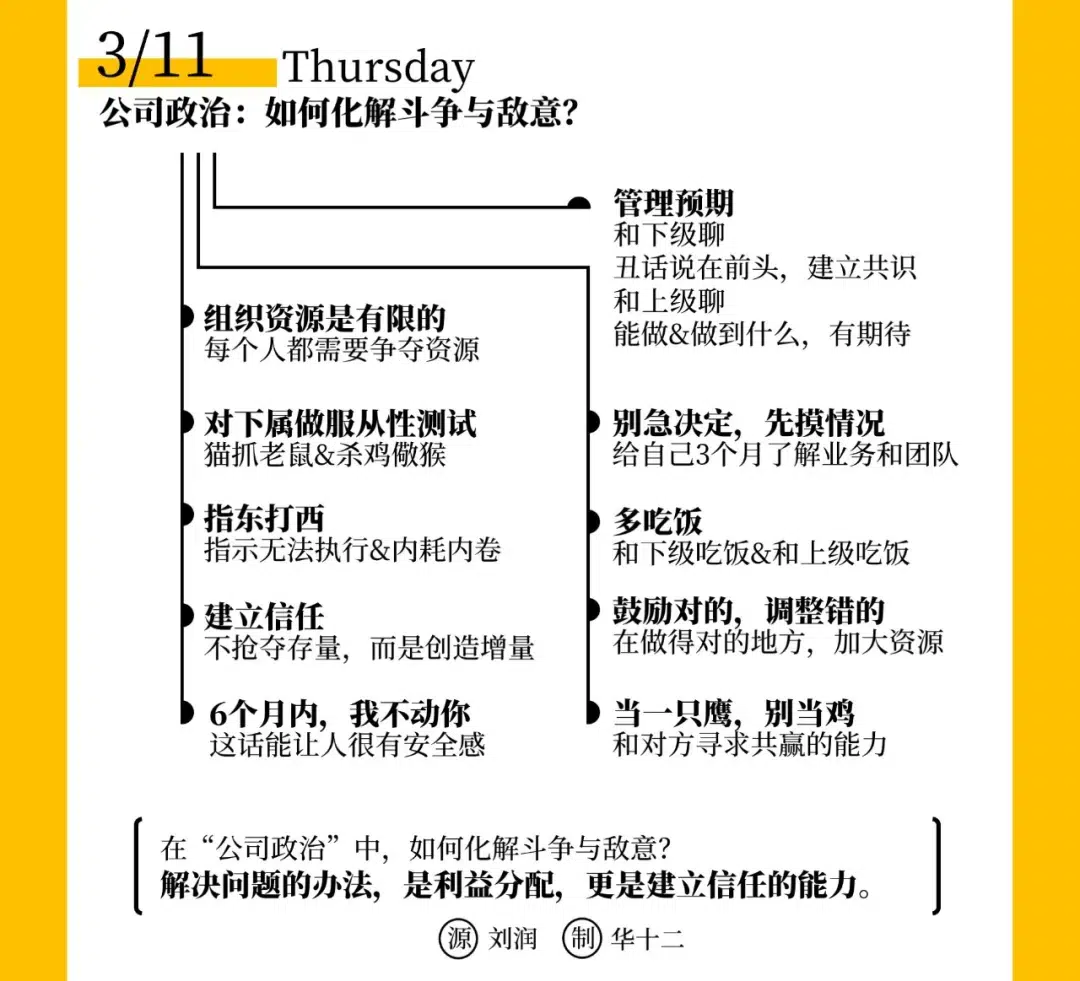 3/11 Thursday
公司政治：如何化解斗争与敌意？
组织资源是有限的
每个人都需要争夺资源
对下属做服从性测试
猫抓老鼠&杀鸡儆猴
指东打西
指示无法执行&内耗内卷
建立信任
不抢夺存量，而是创造增量
6个月内，我不动你
这话能让人很有安全感
管理预期
和下级聊
丑话说在前头，建立共识
和上级聊
能做&做到什么，有期待
别急决定，先摸情况
给自己3个月了解业务和团队
多吃饭
和下级吃饭&和上级吃饭
鼓励对的，调整错的
在做得对的地方，加大资源
当一只鹰，别当鸡
和对方寻求共赢的能力
在“公司政治”中，如何化解斗争与敌意？
解决问题的办法，是利益分配，更是建立信任的能力。
源 刘润 制 华十二